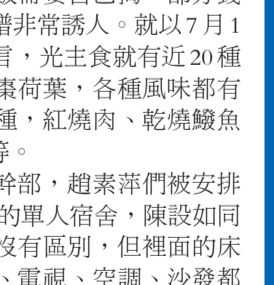 譜非常誘人。就以7月1
言，光主食就有近20種
棗荷葉，各種風味都有
種，紅燒肉、乾燒鰒魚
等。
幹部，趙素萍們被安排
的單人宿舍，陳設如同
沒有區別，但裡面的床
、電視、空調、沙發都